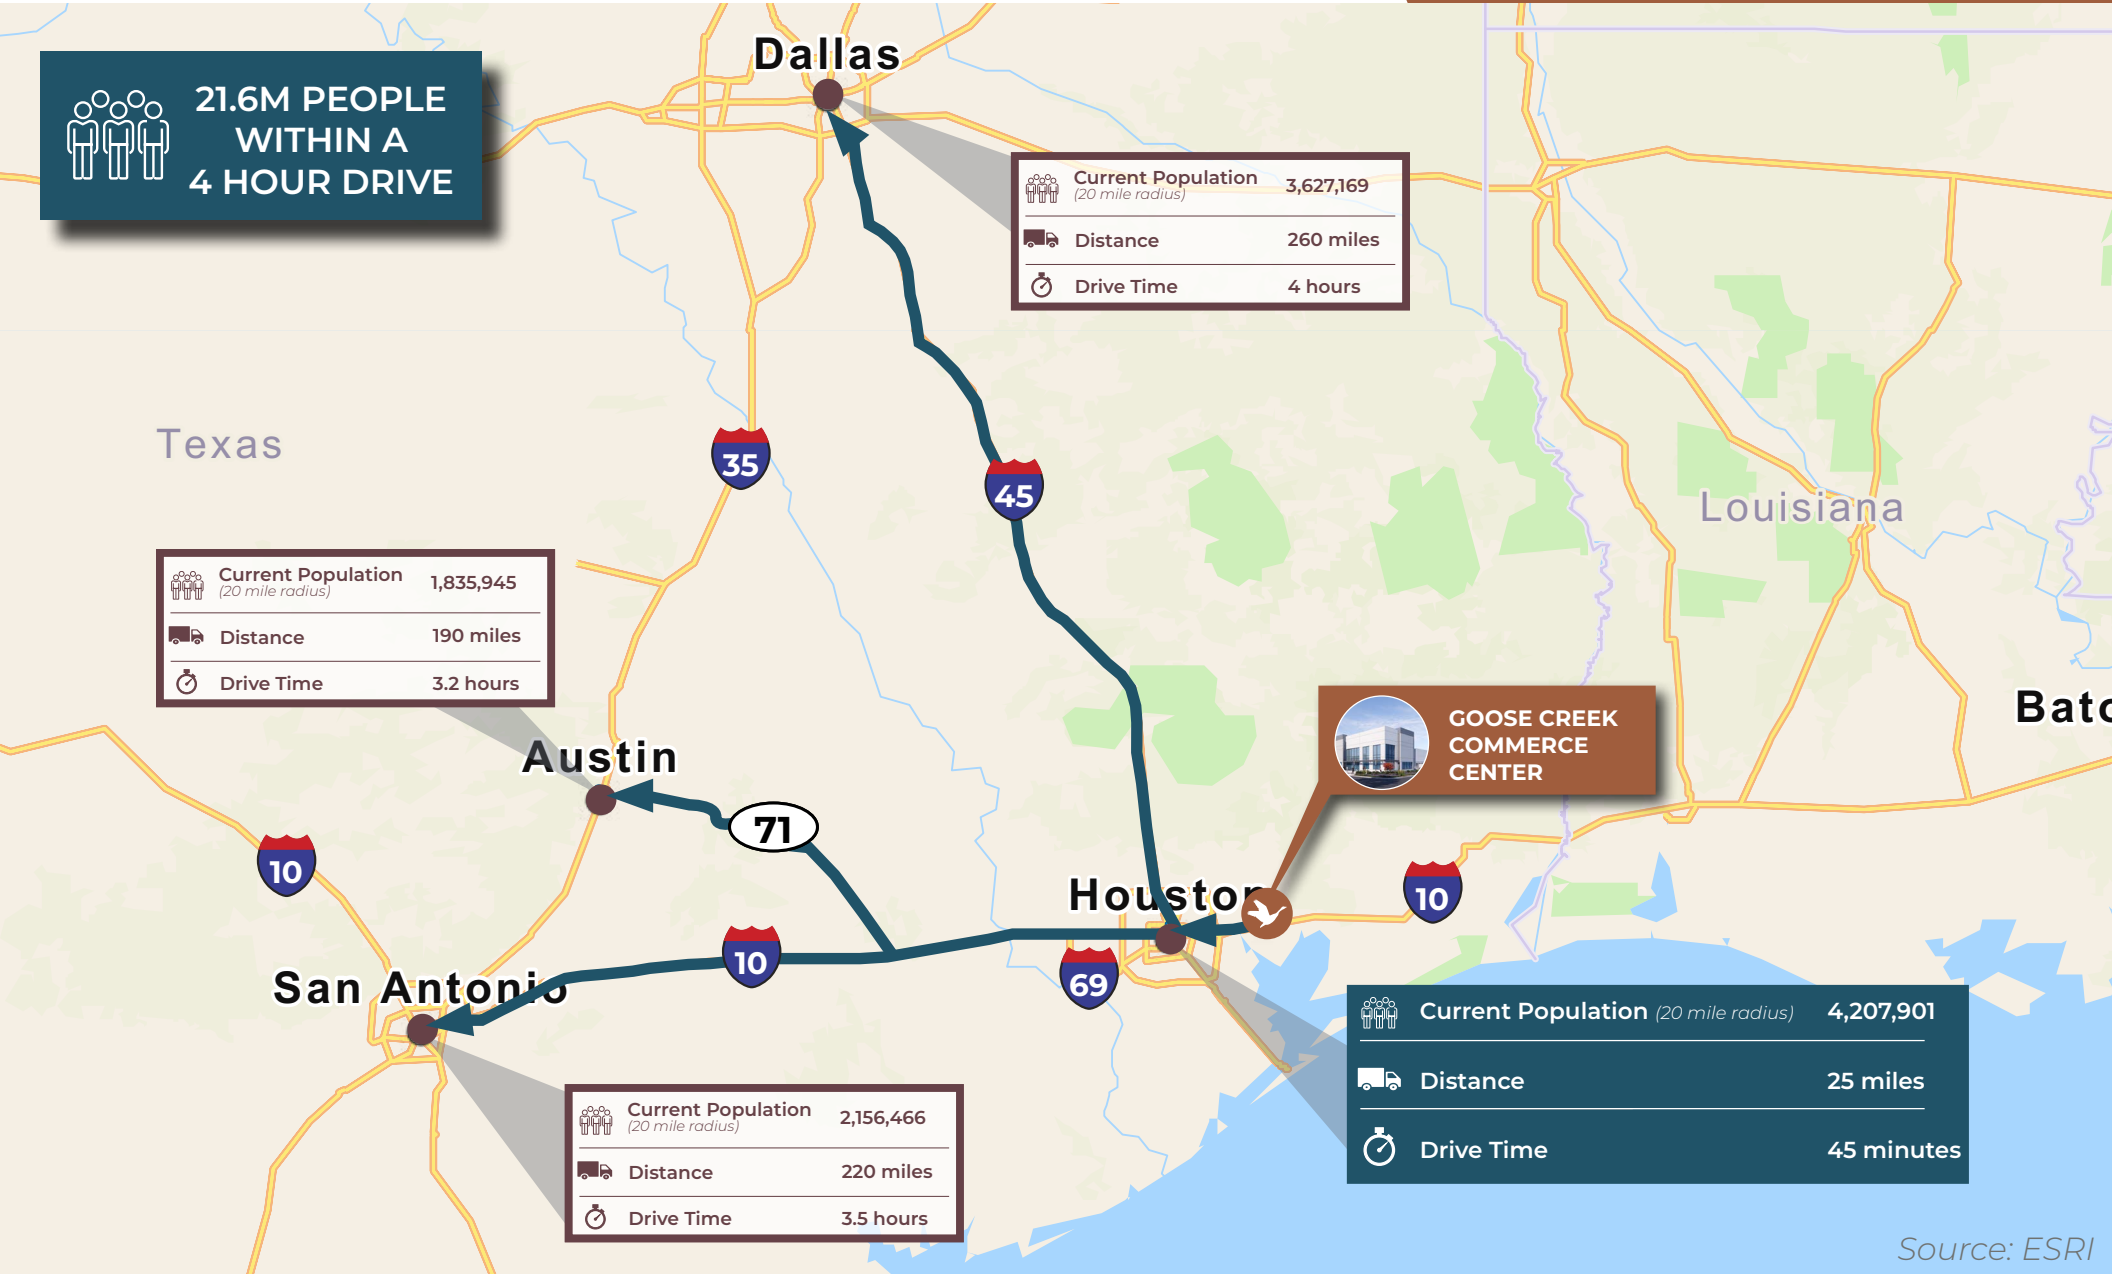 21.6M PEOPLE
WITHIN A
4 HOUR DRIVE
Dallas
Current Population 3,627,169
(20 mile radius)
Distance 260 miles
Drive Time 4 hours
Texas
35
45
Louisiana
Current Population 1,835,945
(20 mile radius)
Distance 190 miles
Drive Time 3.2 hours
Bato
GOOSE CREEK
COMMERCE
CENTER
Austin
71
10
Houston
10
10
69
San Antonio
Current Population (20 mile radius) 4,207,901
Distance 25 miles
Drive Time 45 minutes
Current Population 2,156,466
(20 mile radius)
Distance 220 miles
Drive Time 3.5 hours
Source: ESRI